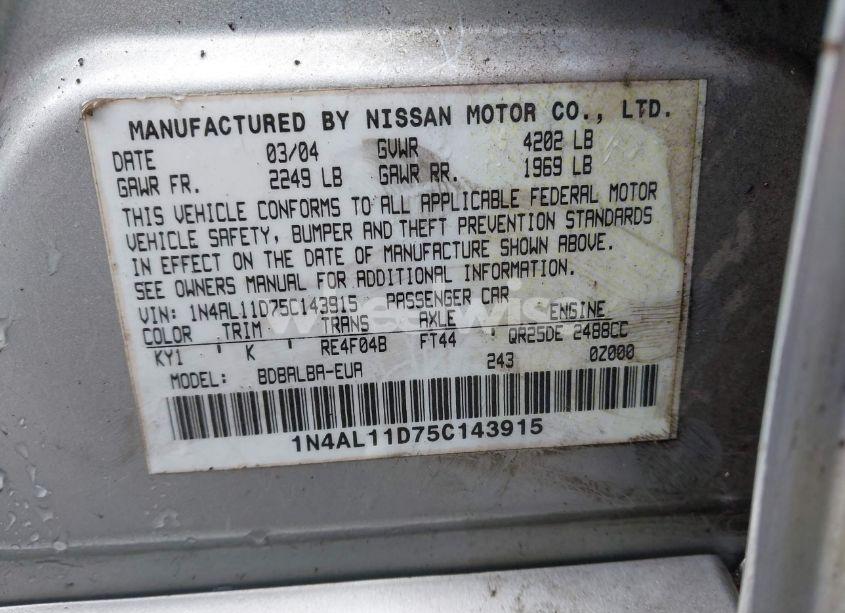 MANUFACTURED BY NISSAN MOTOR CO., LTD.
DATE 03/04 GVWR 4202 LB
GAWR FR. 2249 LB GAWR RR. 1969 LB
THIS VEHICLE CONFORMS TO ALL APPLICABLE FEDERAL MOTOR
VEHICLE SAFETY, BUMPER AND THEFT PREVENTION STANDARDS
IN EFFECT ON THE DATE OF MANUFACTURE SHOWN ABOVE.
SEE OWNERS MANUAL FOR ADDITIONAL INFORMATION.
VIN: 1N4AL11D75C143915 PASSENGER CAR
COLOR TRIM TRANS AXLE ENGINE
KY1 ' K ' RE4F04B FT44 QR25DE 2488CC
MODEL: BDBALBA-EUA 243 0Z000
1N4AL11D75C143915